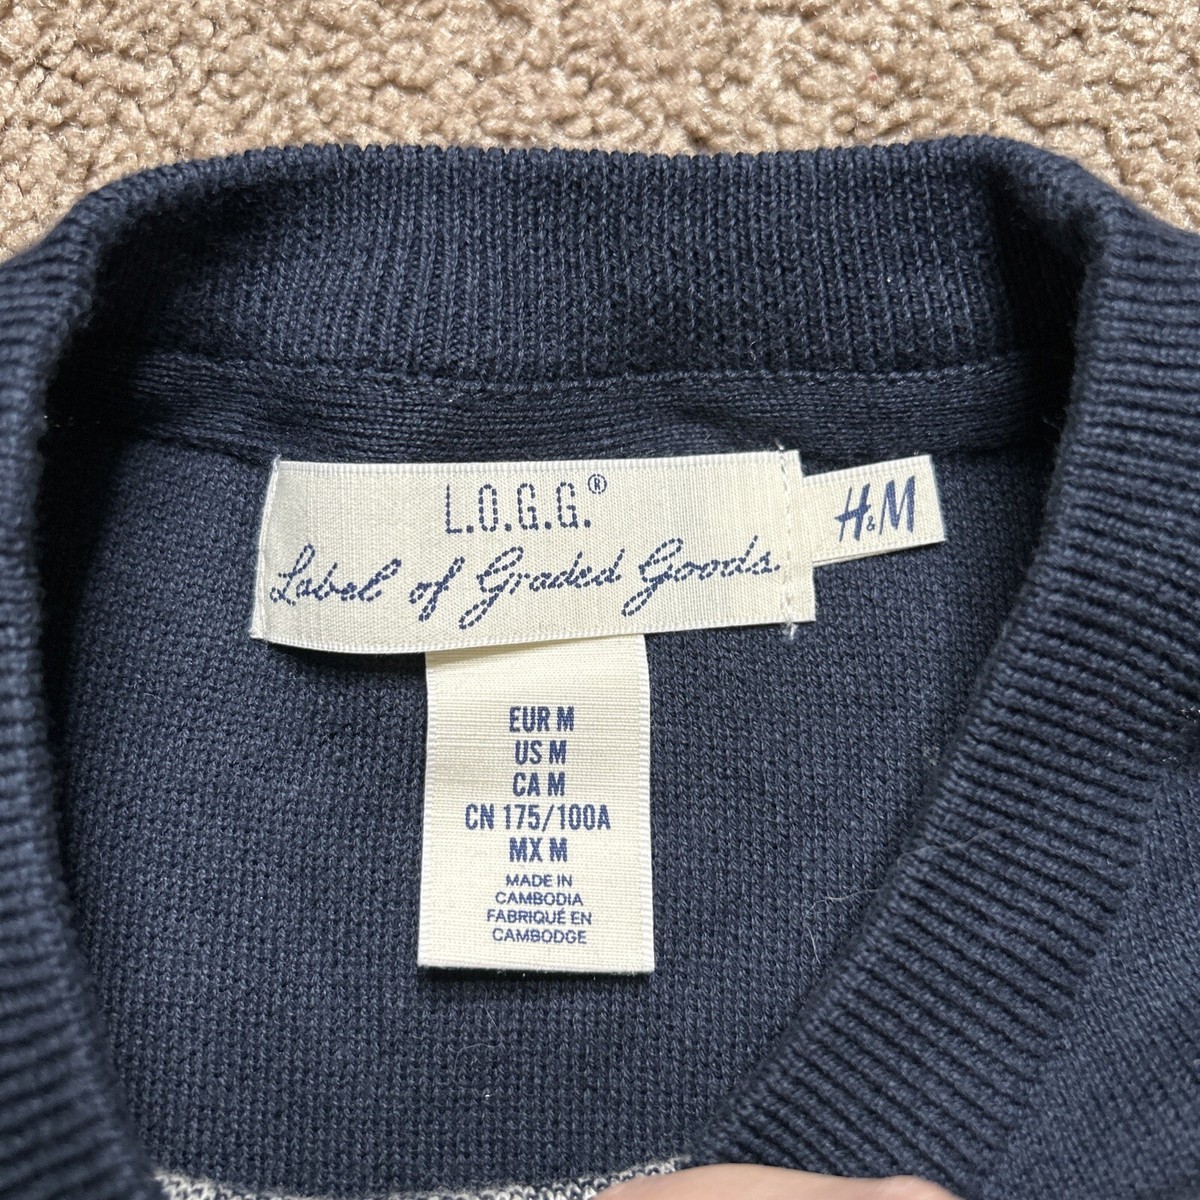 L.O.G.G.®
Label of Graded Goods.
H&M
EUR M
US M
CA M
CN 175/100A
MX M
MADE IN
CAMBODIA
FABRIQUÉ EN
CAMBODGE